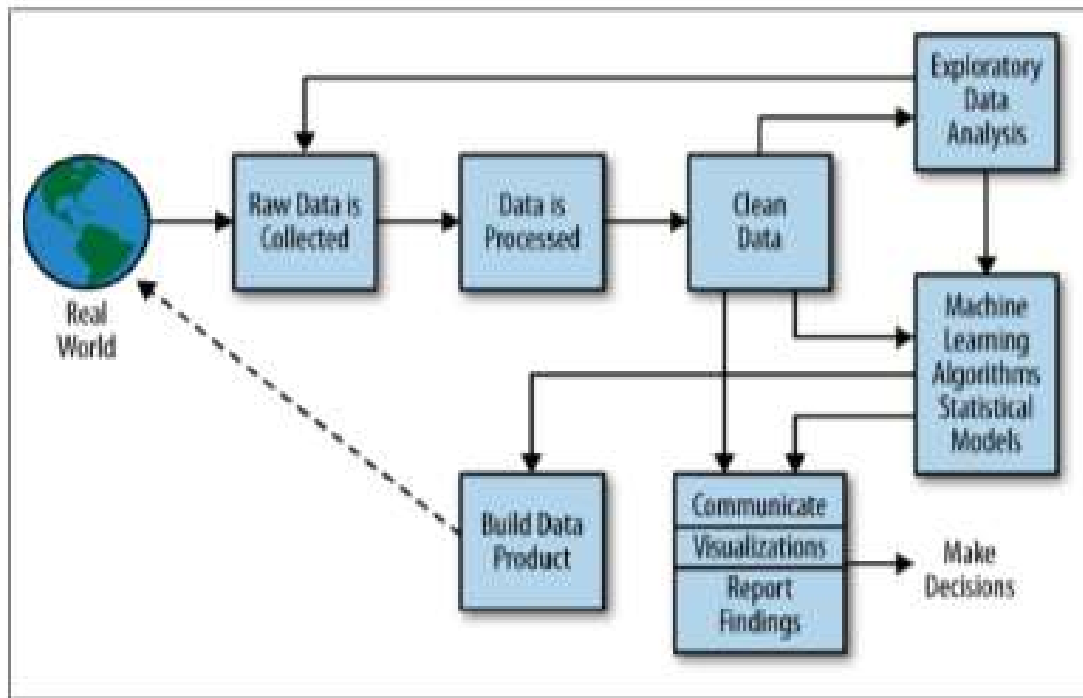 Exploratory
Data
Analysis
Raw Data is
Collected
Data is
Processed
Clean
Data
Real
World
Machine
Learning
Algorithms
Statistical
Models
Build Data
Product
Communicate
Visualizations
Report
Findings
Make
Decisions